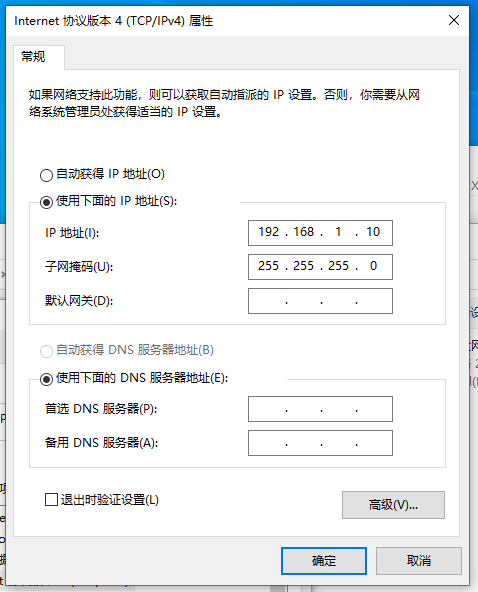 Internet 协议版本 4 (TCP/IPv4) 属性
常规
如果网络支持此功能，则可以获取自动指派的 IP 设置。否则，你需要从网
络系统管理员处获得适当的 IP 设置。
自动获得 IP 地址(O)
使用下面的 IP 地址(S):
IP 地址(I): 192 . 168 . 1 . 10
子网掩码(U): 255 . 255 . 255 . 0
默认网关(D): . . .
自动获得 DNS 服务器地址(B)
使用下面的 DNS 服务器地址(E):
首选 DNS 服务器(P): . . .
备用 DNS 服务器(A): . . .
退出时验证设置(L)
高级(V)...
确定 取消